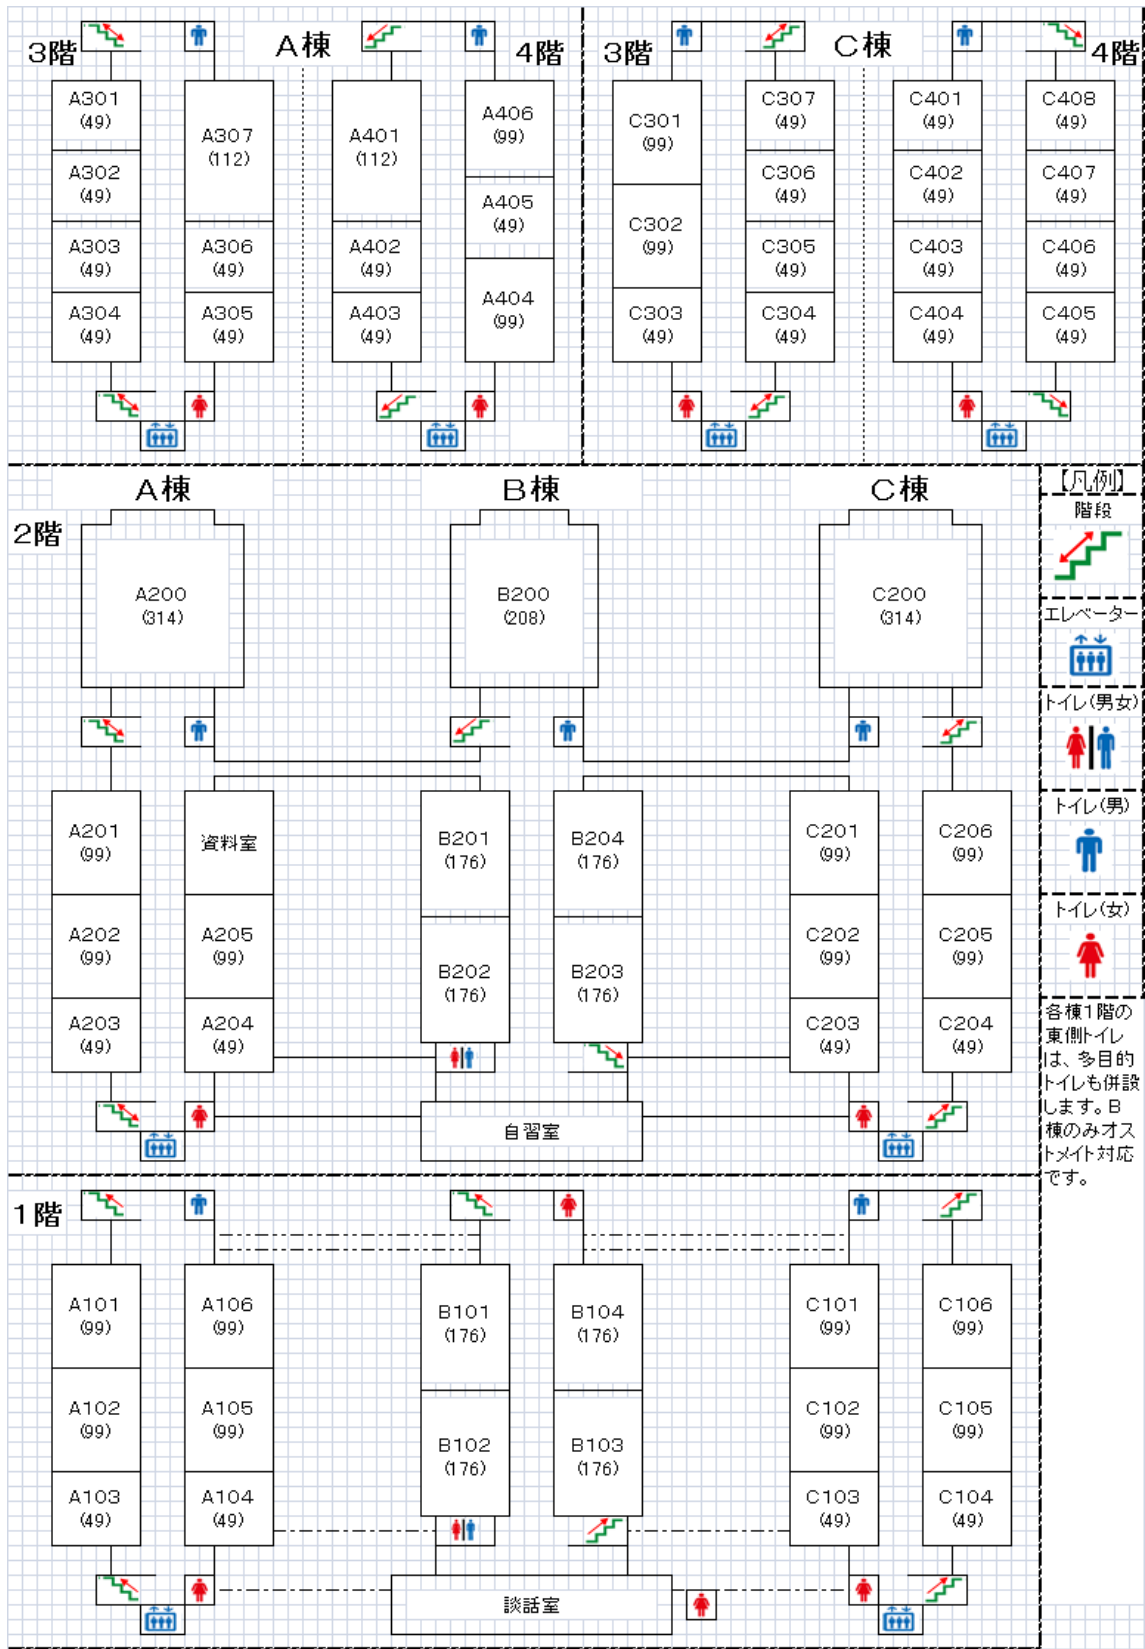 3階
A棟
4階
A301
(49)
A302
(49)
A303
(49)
A304
(49)
A307
(112)
A306
(49)
A305
(49)
A401
(112)
A402
(49)
A403
(49)
A406
(99)
A405
(49)
A404
(99)
3階
C棟
4階
C301
(99)
C302
(99)
C303
(49)
C307
(49)
C306
(49)
C305
(49)
C304
(49)
C401
(49)
C402
(49)
C403
(49)
C404
(49)
C408
(49)
C407
(49)
C406
(49)
C405
(49)
2階
A棟
B棟
C棟
A200
(314)
B200
(208)
C200
(314)
A201
(99)
A202
(99)
A203
(49)
資料室
A205
(99)
A204
(49)
B201
(176)
B202
(176)
B204
(176)
B203
(176)
C201
(99)
C202
(99)
C203
(49)
C206
(99)
C205
(99)
C204
(49)
自習室
【凡例】
階段
エレベーター
トイレ(男女)
トイレ(男)
トイレ(女)
各棟1階の
東側トイレ
は、多目的
トイレも併設
します。B
棟のみオス
トメイト対応
です。
1階
A101
(99)
A102
(99)
A103
(49)
A106
(99)
A105
(99)
A104
(49)
B101
(176)
B102
(176)
B104
(176)
B103
(176)
C101
(99)
C102
(99)
C103
(49)
C106
(99)
C105
(99)
C104
(49)
談話室